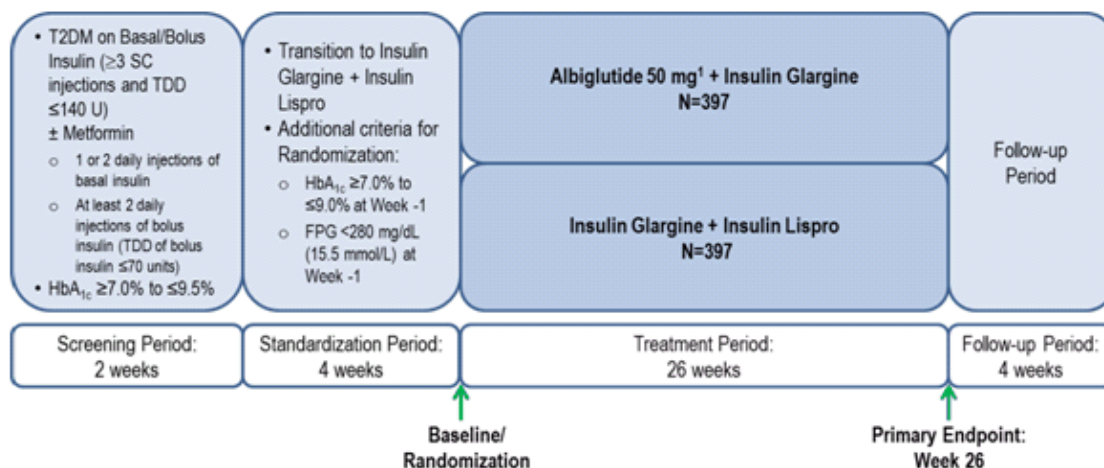 • T2DM on Basal/Bolus
Insulin (≥3 SC
injections and TDD
≤140 U)
± Metformin
o 1 or 2 daily injections of
basal insulin
o At least 2 daily
injections of bolus
insulin (TDD of bolus
insulin ≤70 units)
• HbA1c ≥7.0% to ≤9.5%
• Transition to Insulin
Glargine + Insulin
Lispro
• Additional criteria for
Randomization:
o HbA1c ≥7.0% to
≤9.0% at Week -1
o FPG <280 mg/dL
(15.5 mmol/L) at
Week -1
Albiglutide 50 mg¹ + Insulin Glargine
N=397
Insulin Glargine + Insulin Lispro
N=397
Follow-up
Period
Screening Period:
2 weeks
Standardization Period:
4 weeks
Treatment Period:
26 weeks
Follow-up Period:
4 weeks
Baseline/
Randomization
Primary Endpoint:
Week 26